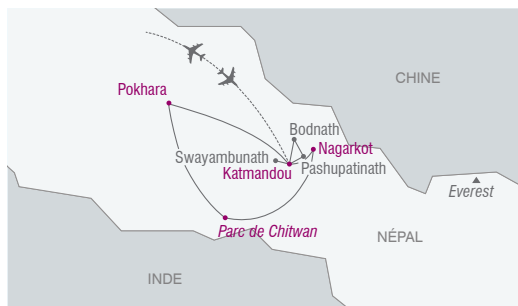 CHINE
Pokhara
Bodnath
Nagarkot
Swayambunath
Pashupatinath
Katmandou
Everest
Parc de Chitwan
NÉPAL
INDE